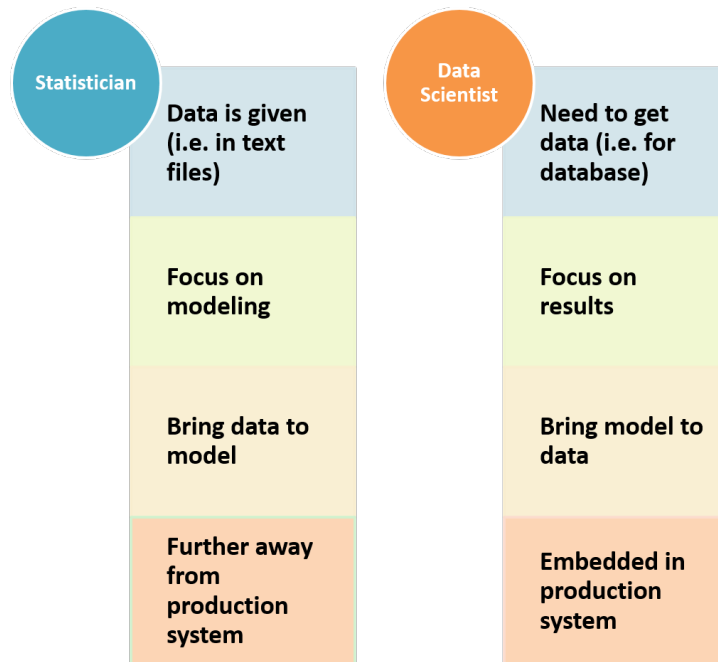 Statistician
Data is given
(i.e. in text
files)
Focus on
modeling
Bring data to
model
Further away
from
production
system
Data
Scientist
Need to get
data (i.e. for
database)
Focus on
results
Bring model to
data
Embedded in
production
system